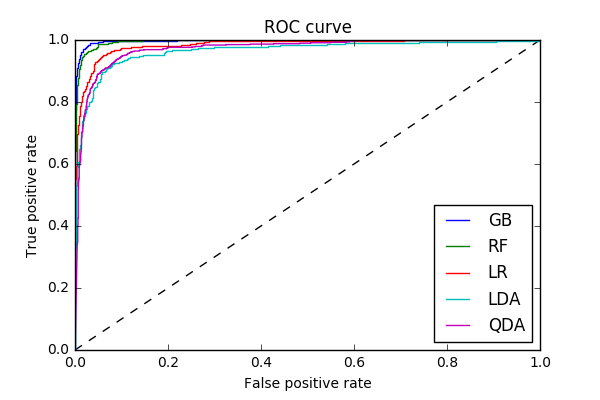 ROC curve
1.0
0.8
0.6
0.4
0.2
0.0
True positive rate
GB
RF
LR
LDA
QDA
0.0 0.2 0.4 0.6 0.8 1.0
False positive rate